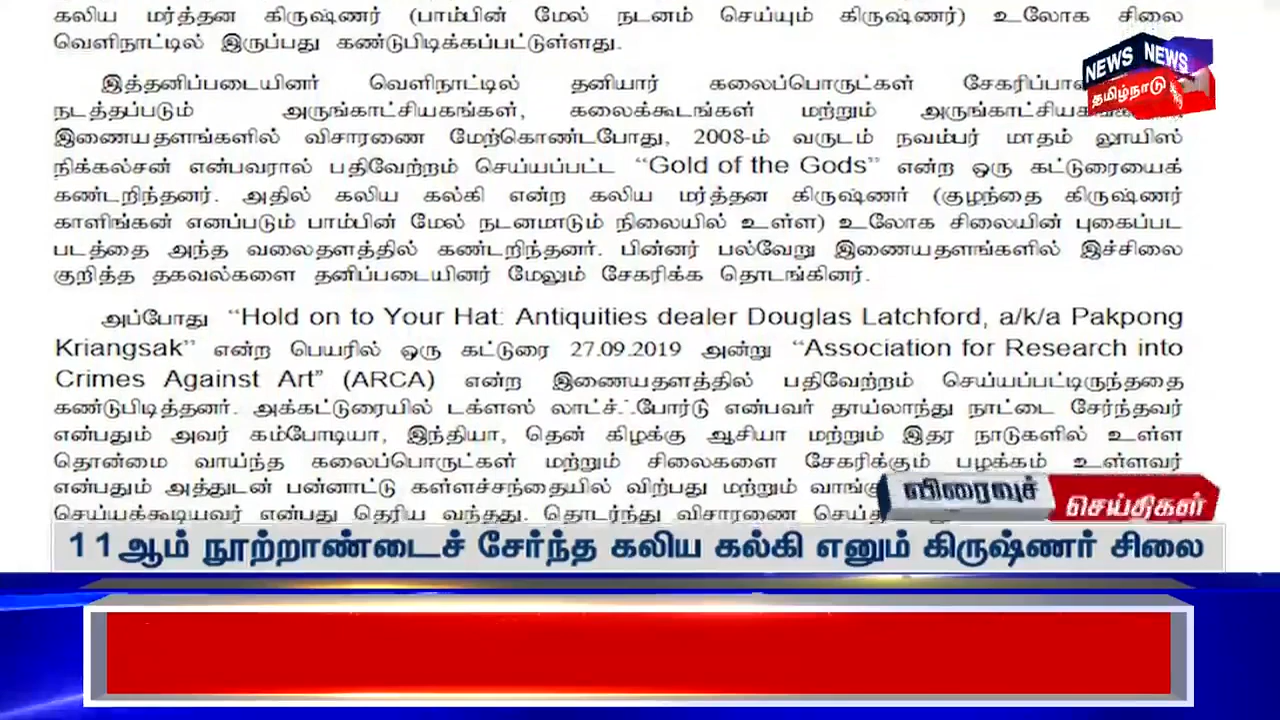 கலிய மர்த்தன கிருஷ்ணர் (பாம்பின் மேல் நடனம் செய்யும் கிருஷ்ணர்) உலோக சிலை
வெளிநாட்டில் இருப்பது கண்டுபிடிக்கப்பட்டுள்ளது.
இத்தனிப்படையினர் வெளிநாட்டில் தனியார் கலைப்பொருட்கள்
நடத்தப்படும் அருங்காட்சியகங்கள், கலைக்கூடங்கள் மற்றும்
இணையதளங்களில் விசாரணை மேற்கொண்டபோது, 2008-ம் வருடம் நவம்பர் மாதம் லூயிஸ்
நிக்கல்சன் என்பவரால் பதிவேற்றம் செய்யப்பட்ட “Gold of the Gods” என்ற ஒரு கட்டுரையைக்
கண்டறிந்தனர். அதில் கலிய கல்கி என்ற கலிய மர்த்தன கிருஷ்ணர் (குழந்தை கிருஷ்ணர்
காளிங்கன் எனப்படும் பாம்பின் மேல் நடனமாடும் நிலையில் உள்ள) உலோக சிலையின் புகைப்பட
படத்தை அந்த வலைதளத்தில் கண்டறிந்தனர். பின்னர் பல்வேறு இணையதளங்களில் இச்சிலை
குறித்த தகவல்களை தனிப்படையினர் மேலும் சேகரிக்க தொடங்கினர்.
அப்போது “Hold on to Your Hat: Antiquities dealer Douglas Latchford, a/k/a Pakpong
Kriangsak” என்ற பெயரில் ஒரு கட்டுரை 27.09.2019 அன்று “Association for Research into
Crimes Against Art” (ARCA) என்ற இணையதளத்தில் பதிவேற்றம் செய்யப்பட்டிருந்ததை
கண்டுபிடித்தனர். அக்கட்டுரையில் டக்ளஸ் லாட்ச்ஃபோர்டு என்பவர் தாய்லாந்து நாட்டை சேர்ந்தவர்
என்பதும் அவர் கம்போடியா, இந்தியா, தென் கிழக்கு ஆசியா மற்றும் இதர நாடுகளில் உள்ள
தொன்மை வாய்ந்த கலைப்பொருட்கள் மற்றும் சிலைகளை சேகரிக்கும் பழக்கம் உள்ளவர்
என்பதும் அத்துடன் பன்னாட்டு கள்ளச்சந்தையில் விற்பது மற்றும்
செய்யக்கூடியவர் என்பது தெரிய வந்தது. தொடர்ந்து விசாரணை
NEWS NEWS
தமிழ்நாடு
விரைவுச் செய்திகள்
11ஆம் நூற்றாண்டைச் சேர்ந்த கலிய கல்கி எனும் கிருஷ்ணர் சிலை